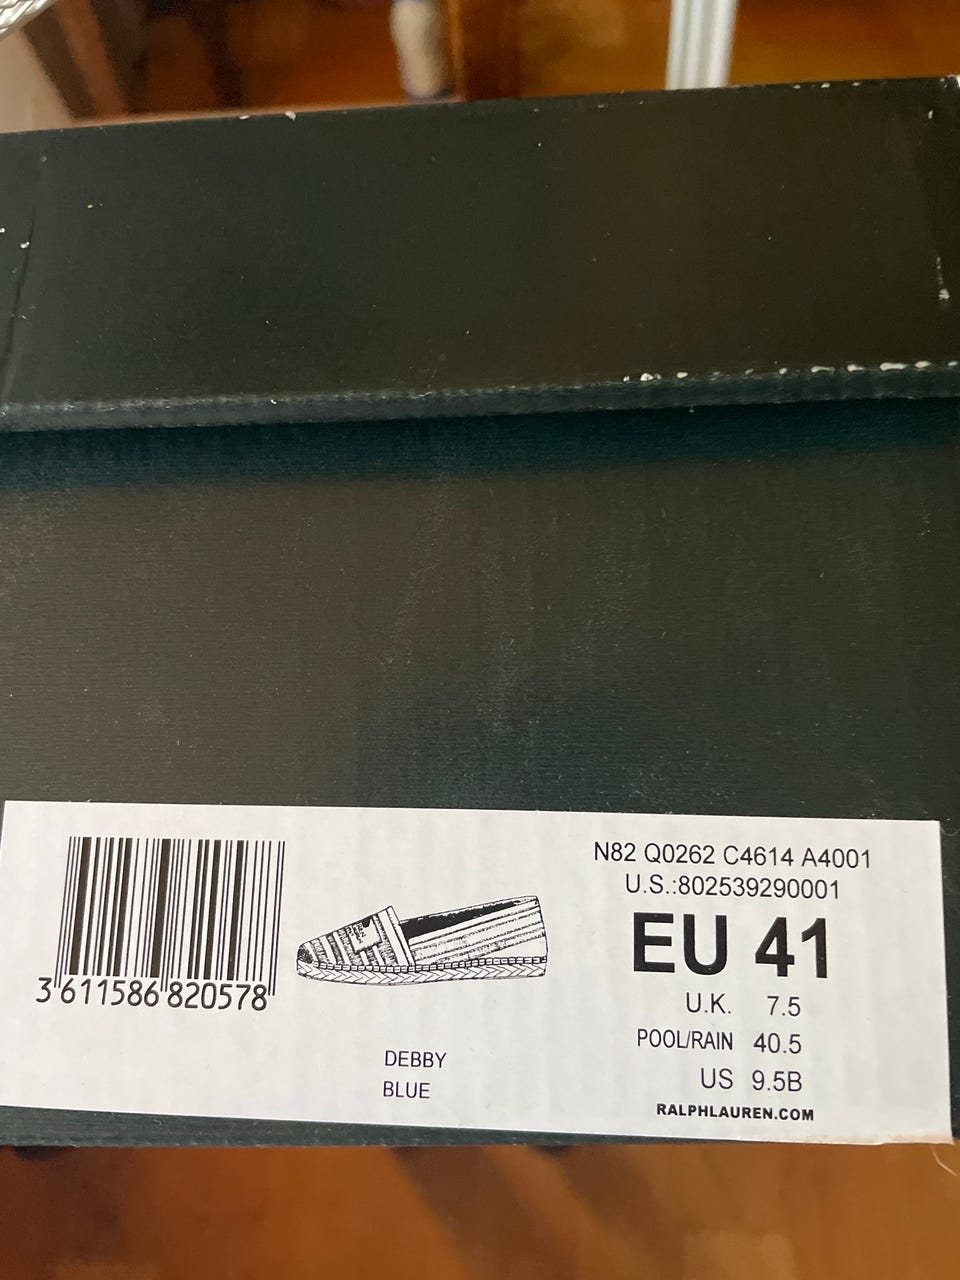 N82 Q0262 C4614 A4001
U.S.:802539290001
EU 41
U.K. 7.5
POOL/RAIN 40.5
US 9.5B
RALPHLAUREN.COM
3 611586 820578
DEBBY
BLUE